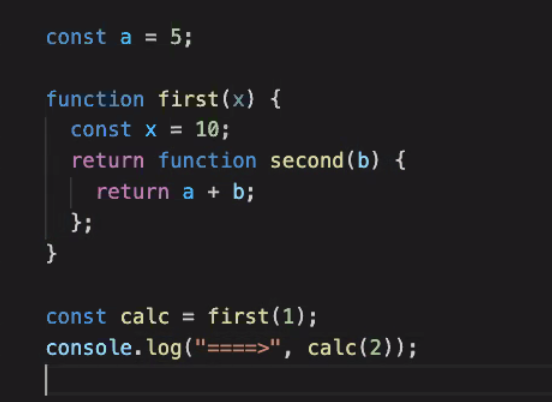 const a = 5;
function first(x) {
const x = 10;
return function second(b) {
return a + b;
};
}
const calc = first(1);
console.log("====>", calc(2));